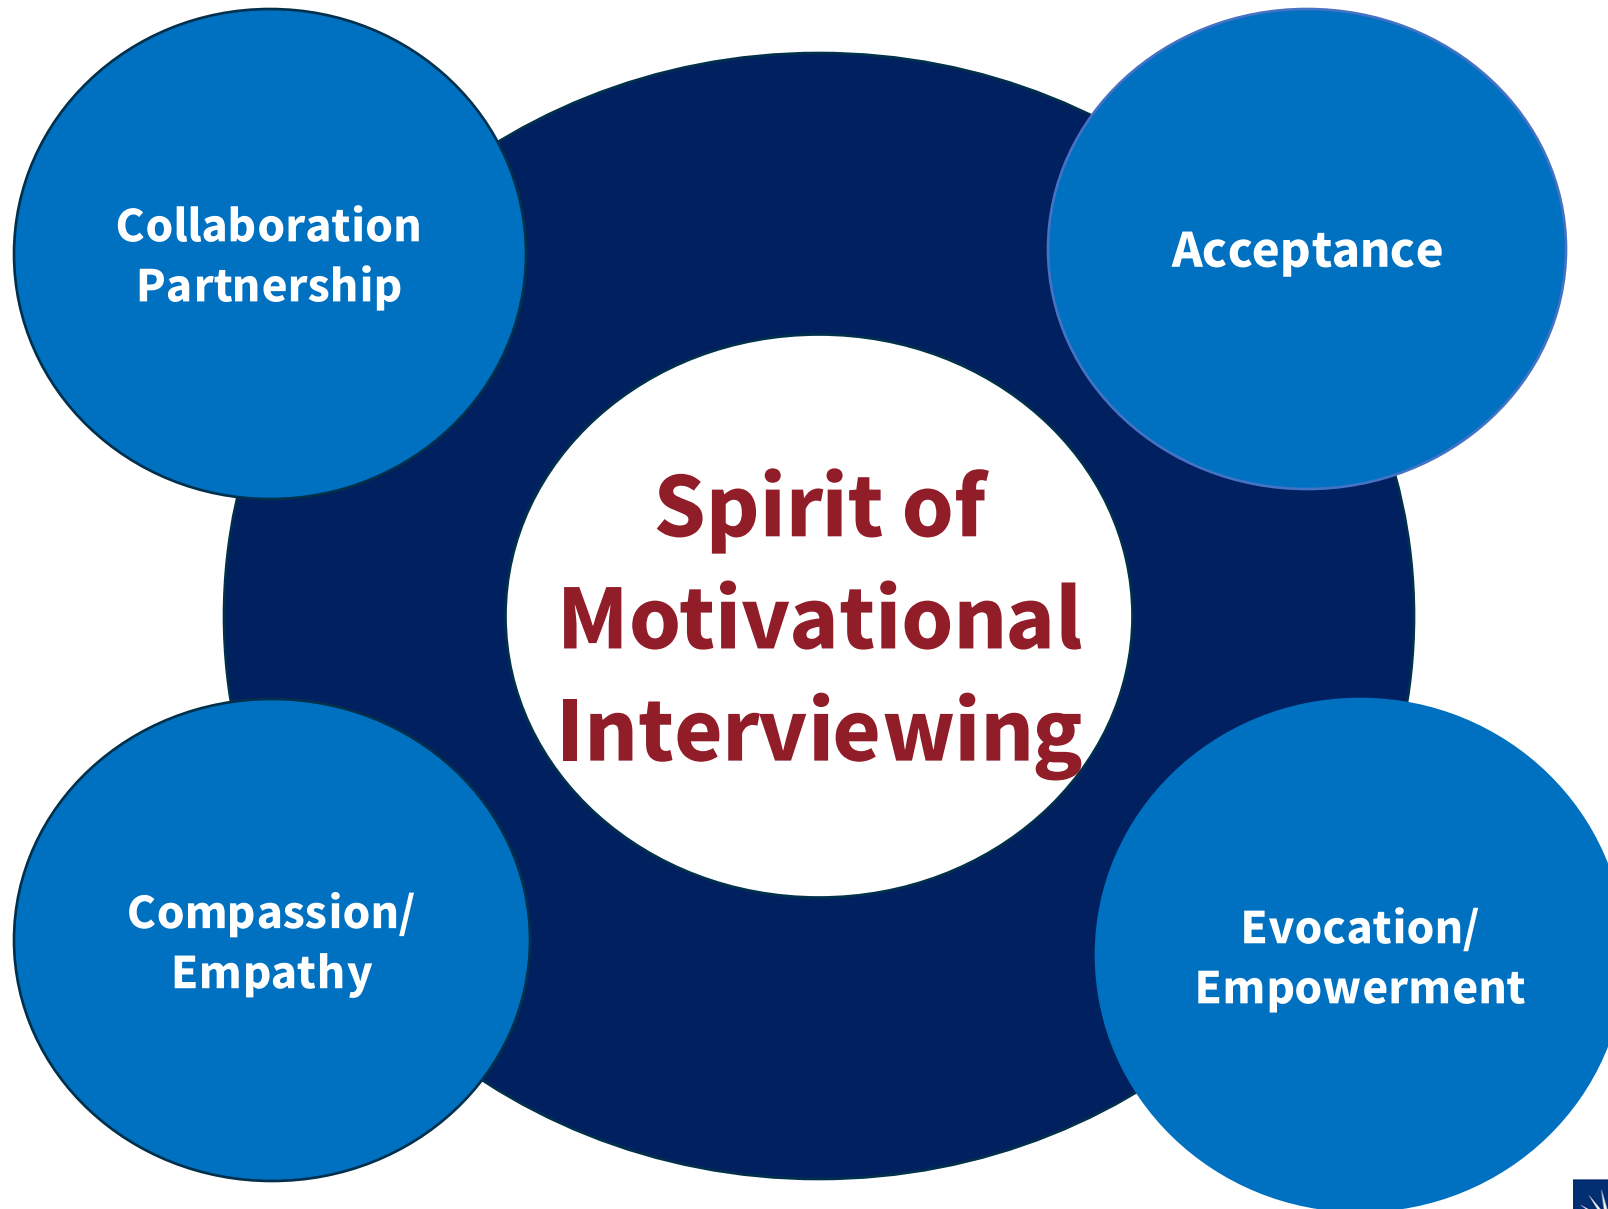 Collaboration
Partnership
Acceptance
Spirit of
Motivational
Interviewing
Compassion/
Empathy
Evocation/
Empowerment